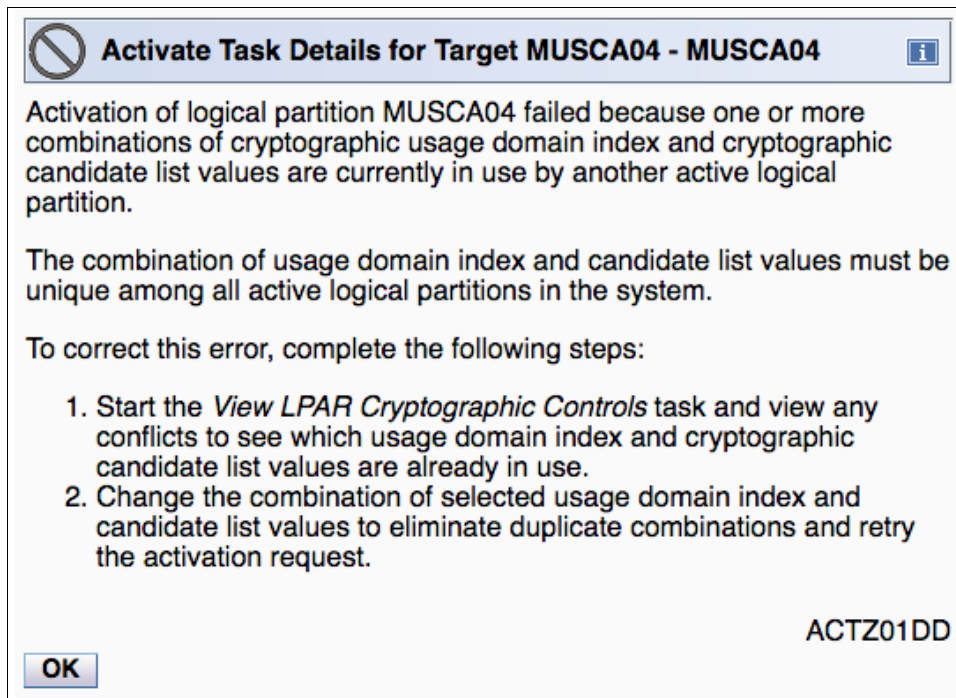 Activate Task Details for Target MUSCA04 - MUSCA04
i
Activation of logical partition MUSCA04 failed because one or more
combinations of cryptographic usage domain index and cryptographic
candidate list values are currently in use by another active logical
partition.
The combination of usage domain index and candidate list values must be
unique among all active logical partitions in the system.
To correct this error, complete the following steps:
1. Start the View LPAR Cryptographic Controls task and view any
conflicts to see which usage domain index and cryptographic
candidate list values are already in use.
2. Change the combination of selected usage domain index and
candidate list values to eliminate duplicate combinations and retry
the activation request.
ACTZ01DD
OK